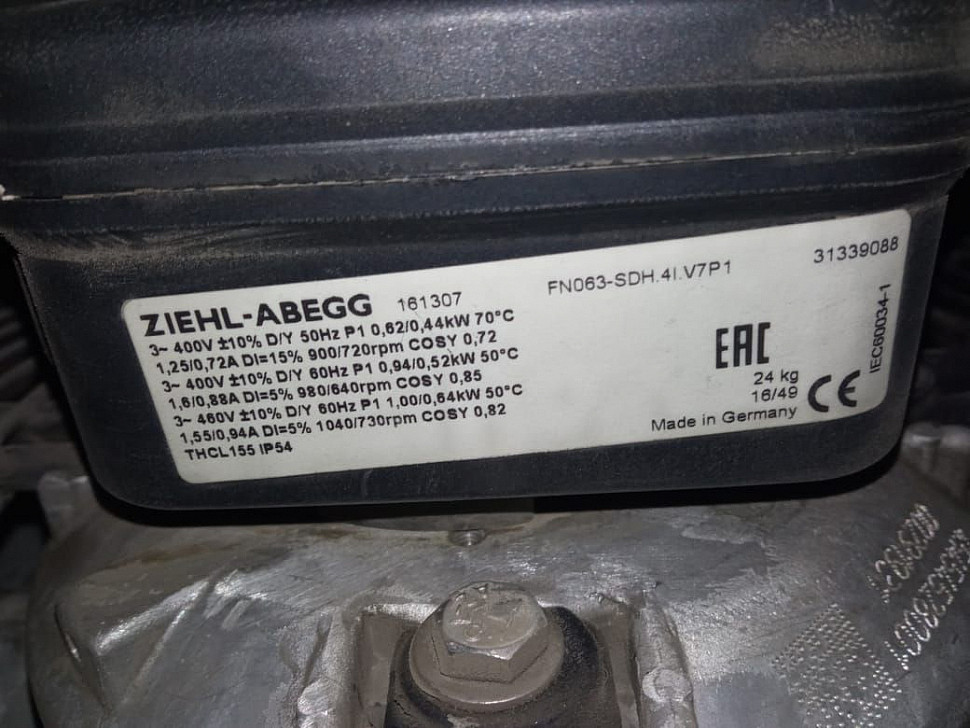 ZIEHL-ABEGG 161307 FN063-SDH.4I.V7P1 31339088
3~ 400V ±10% D/Y 50Hz P1 0,62/0,44kW 70°C
1,25/0,72A DI=15% 900/720rpm COSY 0,72
3~ 400V ±10% D/Y 60Hz P1 0,94/0,52kW 50°C
1,6/0,88A DI=5% 980/640rpm COSY 0,85
3~ 460V ±10% D/Y 60Hz P1 1,00/0,64kW 50°C
1,55/0,94A DI=5% 1040/730rpm COSY 0,82
THCL155 IP54
EAC
24 kg
16/49
Made in Germany
CE
IEC60034-1